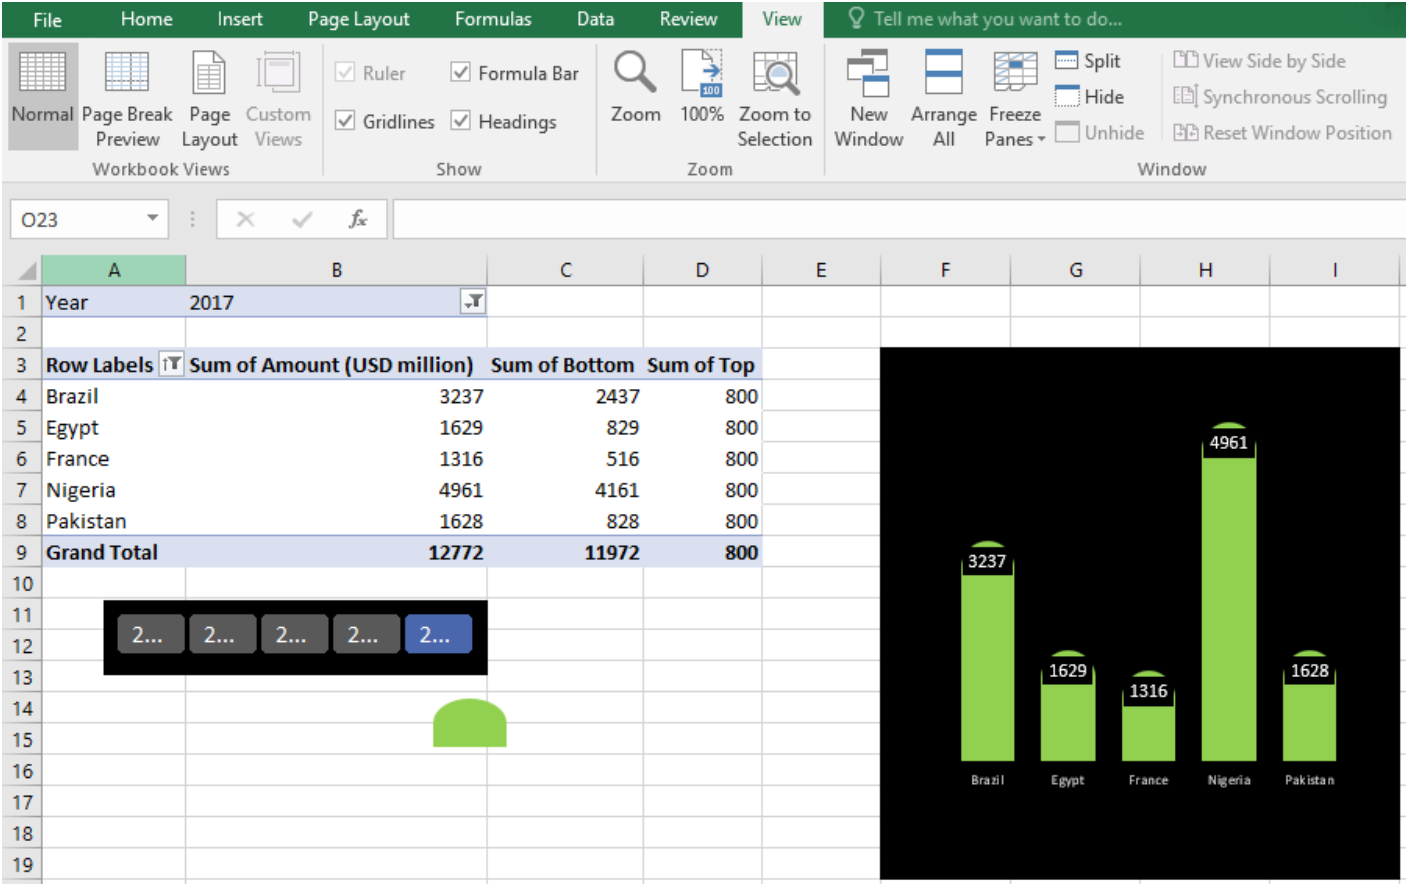 File Home Insert Page Layout Formulas Data Review View Tell me what you want to do...
Normal Page Break Preview Page Layout Custom Views
Workbook Views
Ruler Formula Bar
Gridlines Headings
Show
Zoom 100% Zoom to Selection
100
Zoom
New Window Arrange All Freeze Panes
Split
Hide
Unhide
View Side by Side
Synchronous Scrolling
Reset Window Position
Window
O23 fx
A B C D E F G H I
1 Year 2017
2
3 Row Labels Sum of Amount (USD million) Sum of Bottom Sum of Top
4 Brazil 3237 2437 800
5 Egypt 1629 829 800
6 France 1316 516 800
7 Nigeria 4961 4161 800
8 Pakistan 1628 828 800
9 Grand Total 12772 11972 800
10
11
12
13
14
15
16
17
18
19
2... 2... 2... 2... 2...
3237 1629 1316 4961 1628
Brazil Egypt France Nigeria Pakistan